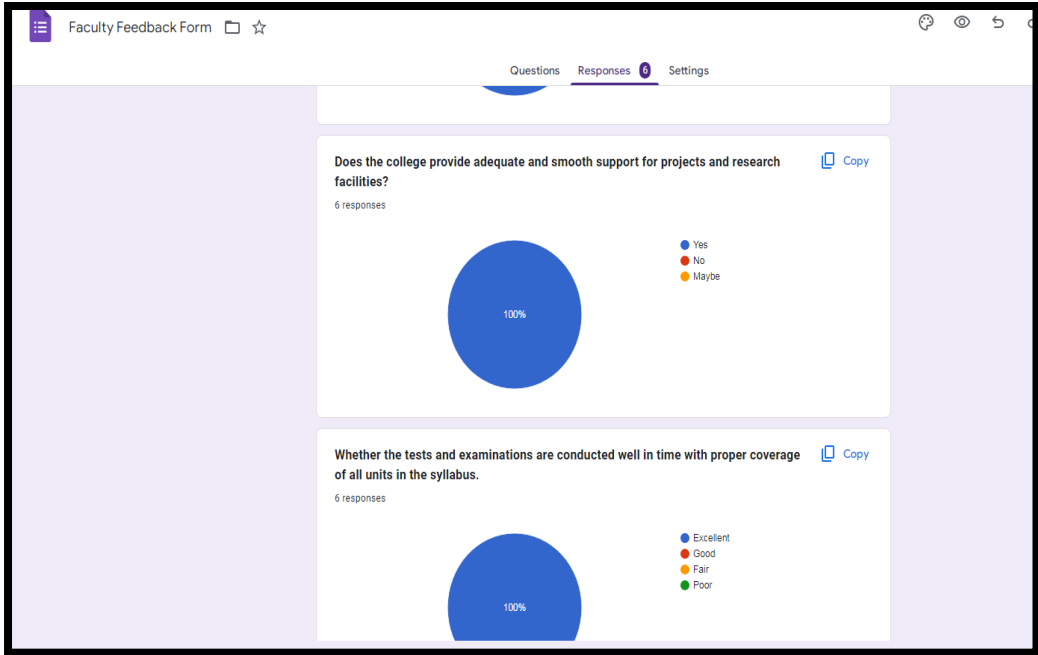 Faculty Feedback Form
Questions Responses 6 Settings
Does the college provide adequate and smooth support for projects and research
facilities?
Copy
6 responses
Yes
No
Maybe
100%
Whether the tests and examinations are conducted well in time with proper coverage
of all units in the syllabus.
Copy
6 responses
Excellent
Good
Fair
Poor
100%